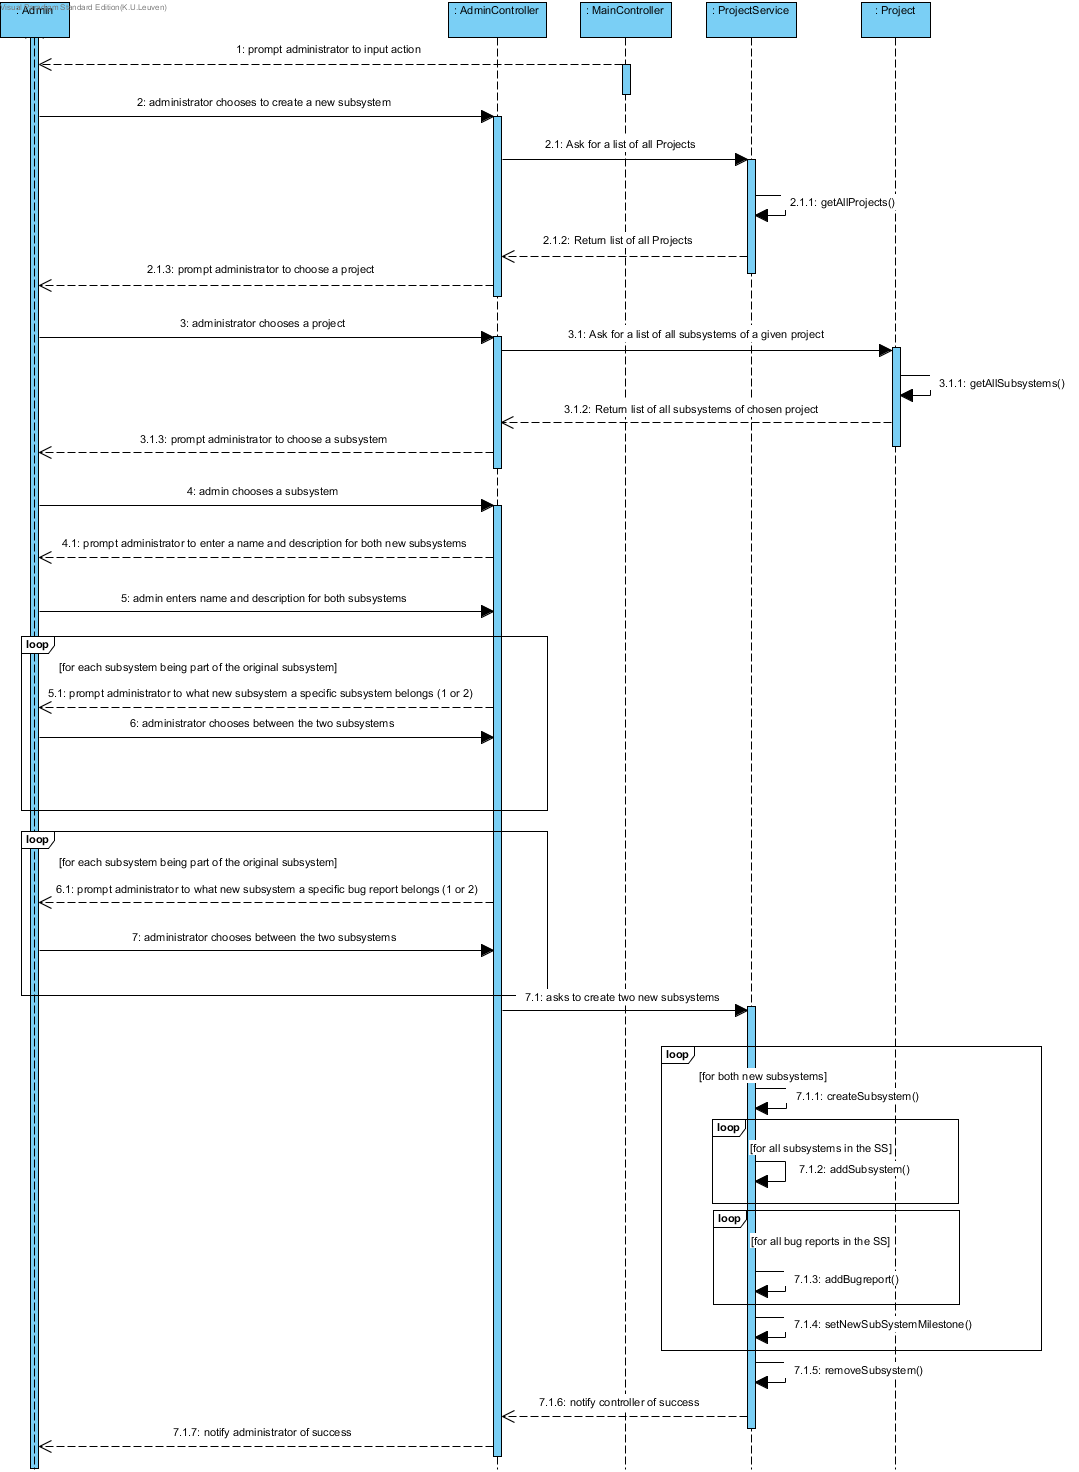 Visual Paradigm Standard Edition(K.U.Leuven)
: Admin
: AdminController
: MainController
: ProjectService
: Project
1: prompt administrator to input action
2: administrator chooses to create a new subsystem
2.1: Ask for a list of all Projects
2.1.1: getAllProjects()
2.1.2: Return list of all Projects
2.1.3: prompt administrator to choose a project
3: administrator chooses a project
3.1: Ask for a list of all subsystems of a given project
3.1.1: getAllSubsystems()
3.1.2: Return list of all subsystems of chosen project
3.1.3: prompt administrator to choose a subsystem
4: admin chooses a subsystem
4.1: prompt administrator to enter a name and description for both new subsystems
5: admin enters name and description for both subsystems
loop
[for each subsystem being part of the original subsystem]
5.1: prompt administrator to what new subsystem a specific subsystem belongs (1 or 2)
6: administrator chooses between the two subsystems
loop
[for each subsystem being part of the original subsystem]
6.1: prompt administrator to what new subsystem a specific bug report belongs (1 or 2)
7: administrator chooses between the two subsystems
7.1: asks to create two new subsystems
loop
[for both new subsystems]
7.1.1: createSubsystem()
loop
[for all subsystems in the SS]
7.1.2: addSubsystem()
loop
[for all bug reports in the SS]
7.1.3: addBugreport()
7.1.4: setNewSubSystemMilestone()
7.1.5: removeSubsystem()
7.1.6: notify controller of success
7.1.7: notify administrator of success